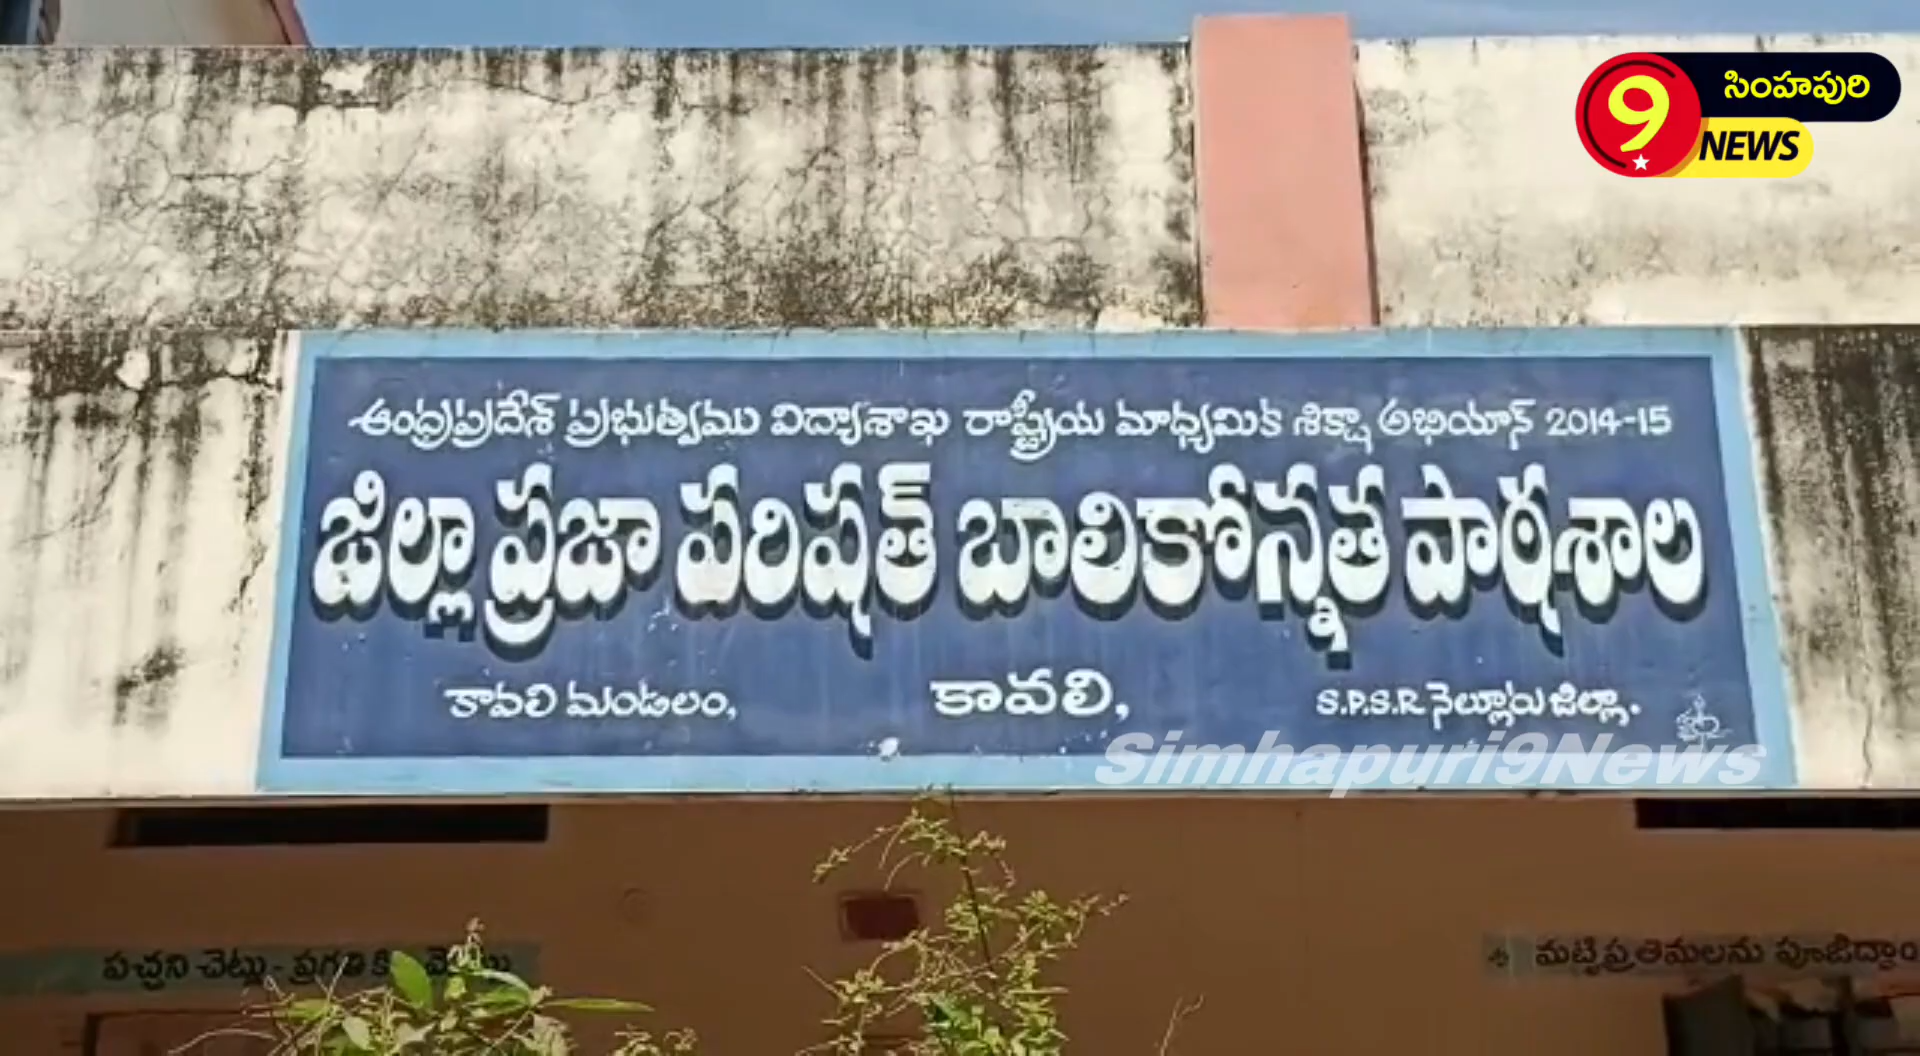 సింహపురి
9 NEWS
ఆంధ్రప్రదేశ్ ప్రభుత్వము విద్యాశాఖ రాష్ట్రీయ మాధ్యమిక శిక్షా అభియాన్ 2014-15
జిల్లా ప్రజా పరిషత్ బాలికోన్నత పాఠశాల
కావలి మండలం, కావలి, S.P.S.R నెల్లూరు జిల్లా.
Simhapuri9News
పచ్చని చెట్లు - ప్రగతికి
మట్టి ప్రతిమలను పూజిద్దాం